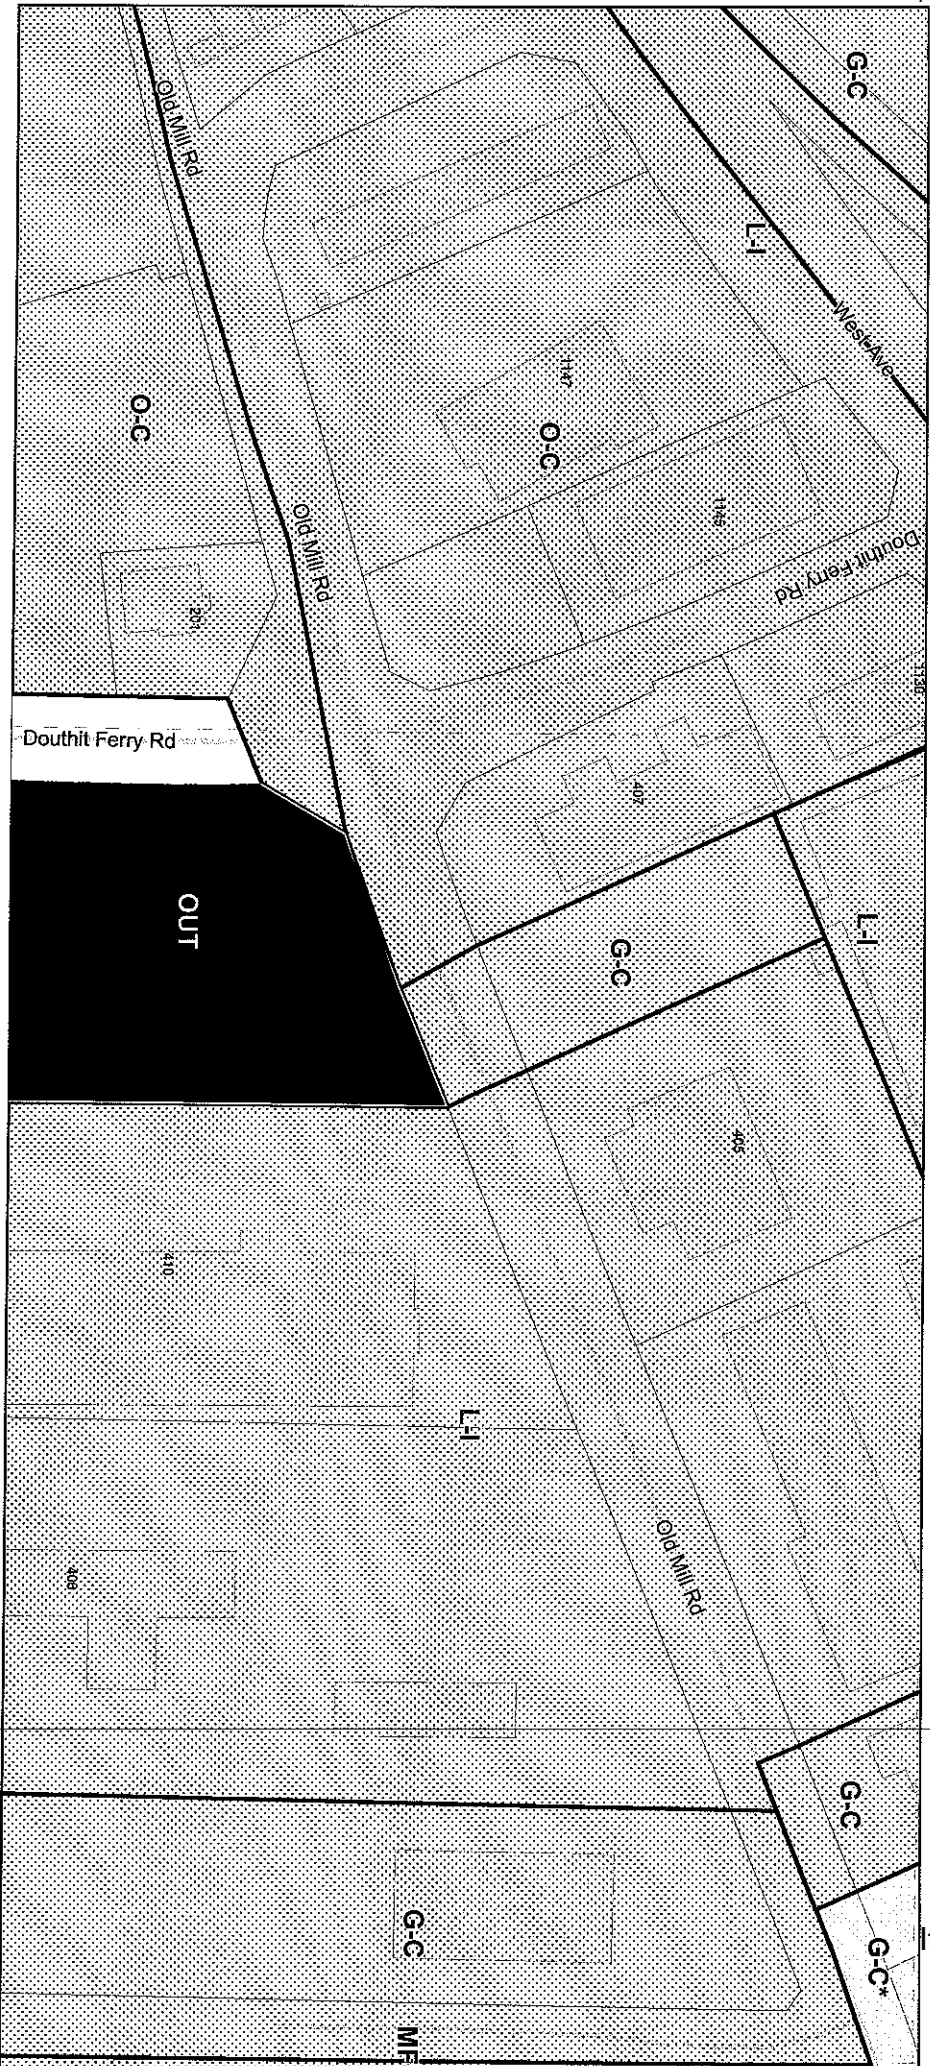 G-C
L-I
West Ave
Old Mill Rd
1147
O-C
O-C
1145
Douthit Ferry Rd
Old Mill Rd
201
Douthit Ferry Rd
407
OUT
G-C
L-I
405
410
L-I
Old Mill Rd
408
G-C
G-C
G-C*
MF